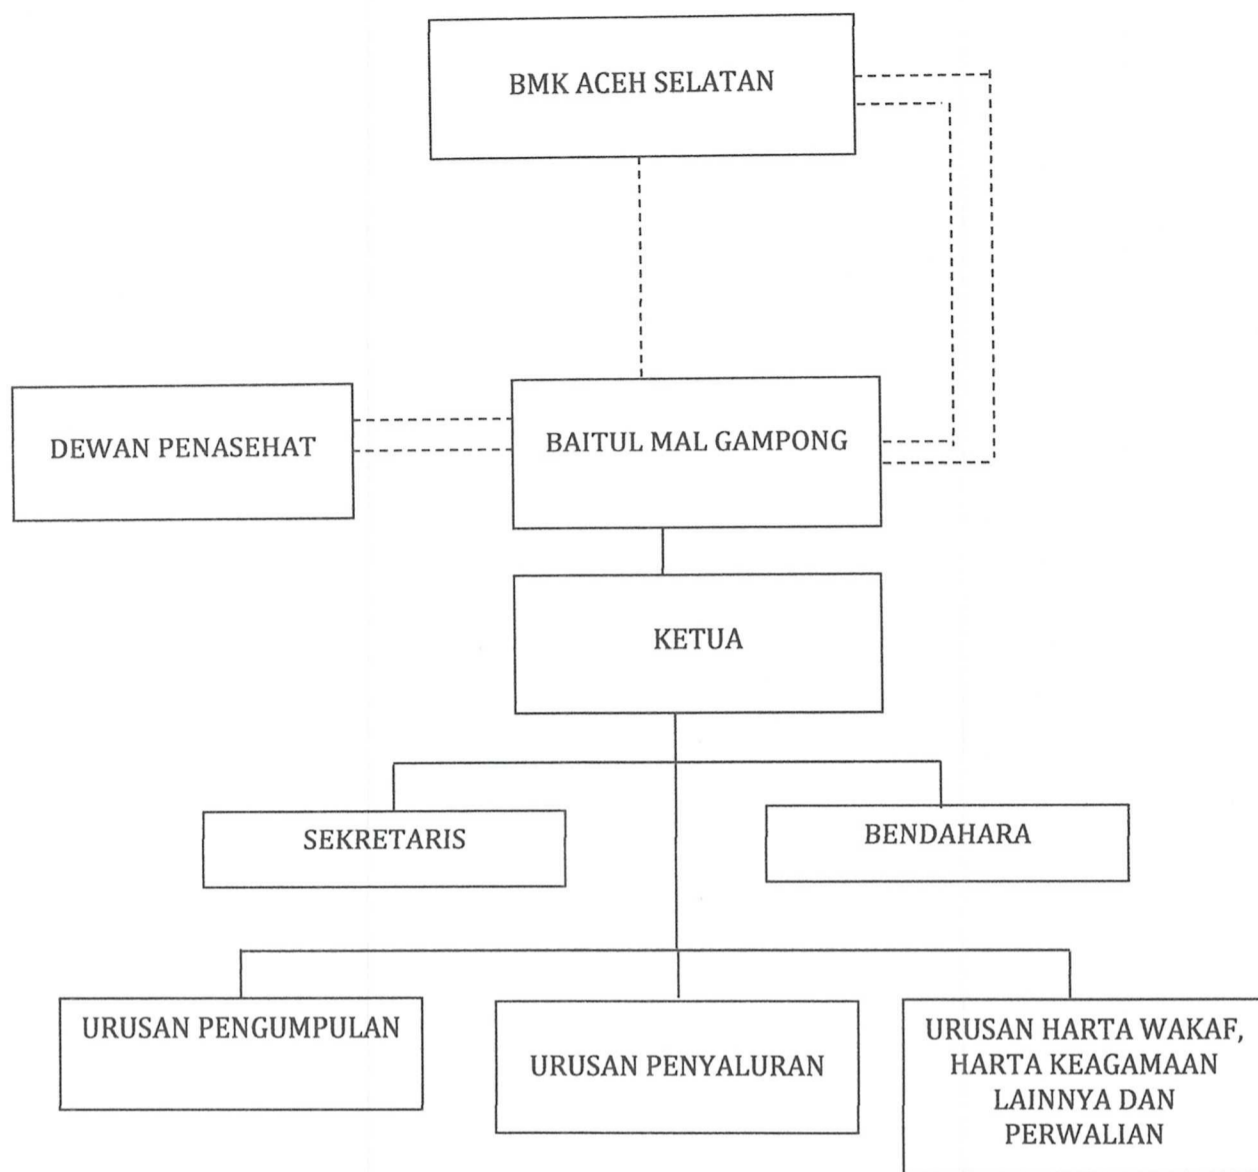 BMK ACEH SELATAN
DEWAN PENASEHAT
BAITUL MAL GAMPONG
KETUA
SEKRETARIS
BENDAHARA
URUSAN PENGUMPULAN
URUSAN PENYALURAN
URUSAN HARTA WAKAF,
HARTA KEAGAMAAN
LAINNYA DAN
PERWALIAN